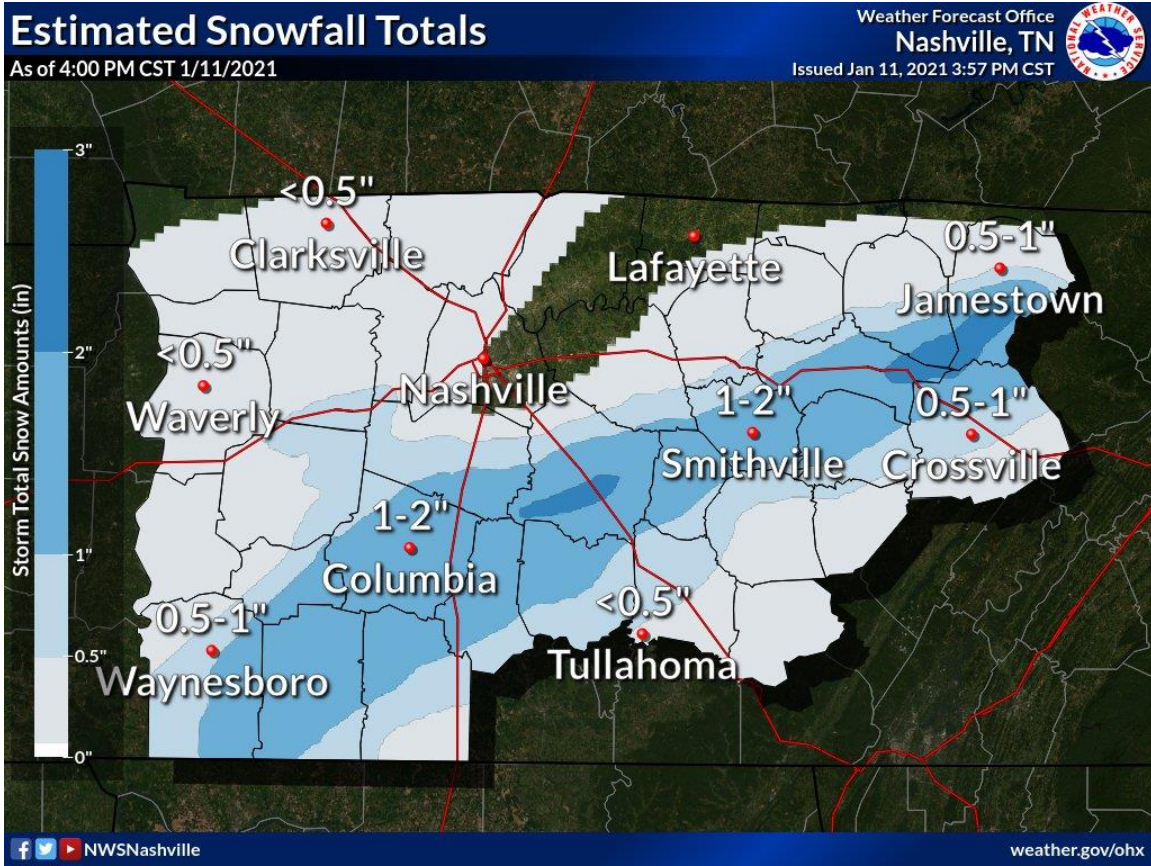 Estimated Snowfall Totals
As of 4:00 PM CST 1/11/2021
Weather Forecast Office
Nashville, TN
Issued Jan 11, 2021 3:57 PM CST
NATIONAL WEATHER SERVICE
Storm Total Snow Amounts (in)
3"
2"
1"
0.5"
0"
<0.5"
Clarksville
Lafayette
0.5-1"
Jamestown
<0.5"
Waverly
Nashville
1-2"
Smithville
0.5-1"
Crossville
1-2"
Columbia
0.5-1"
Waynesboro
<0.5"
Tullahoma
NWSNashville
weather.gov/ohx